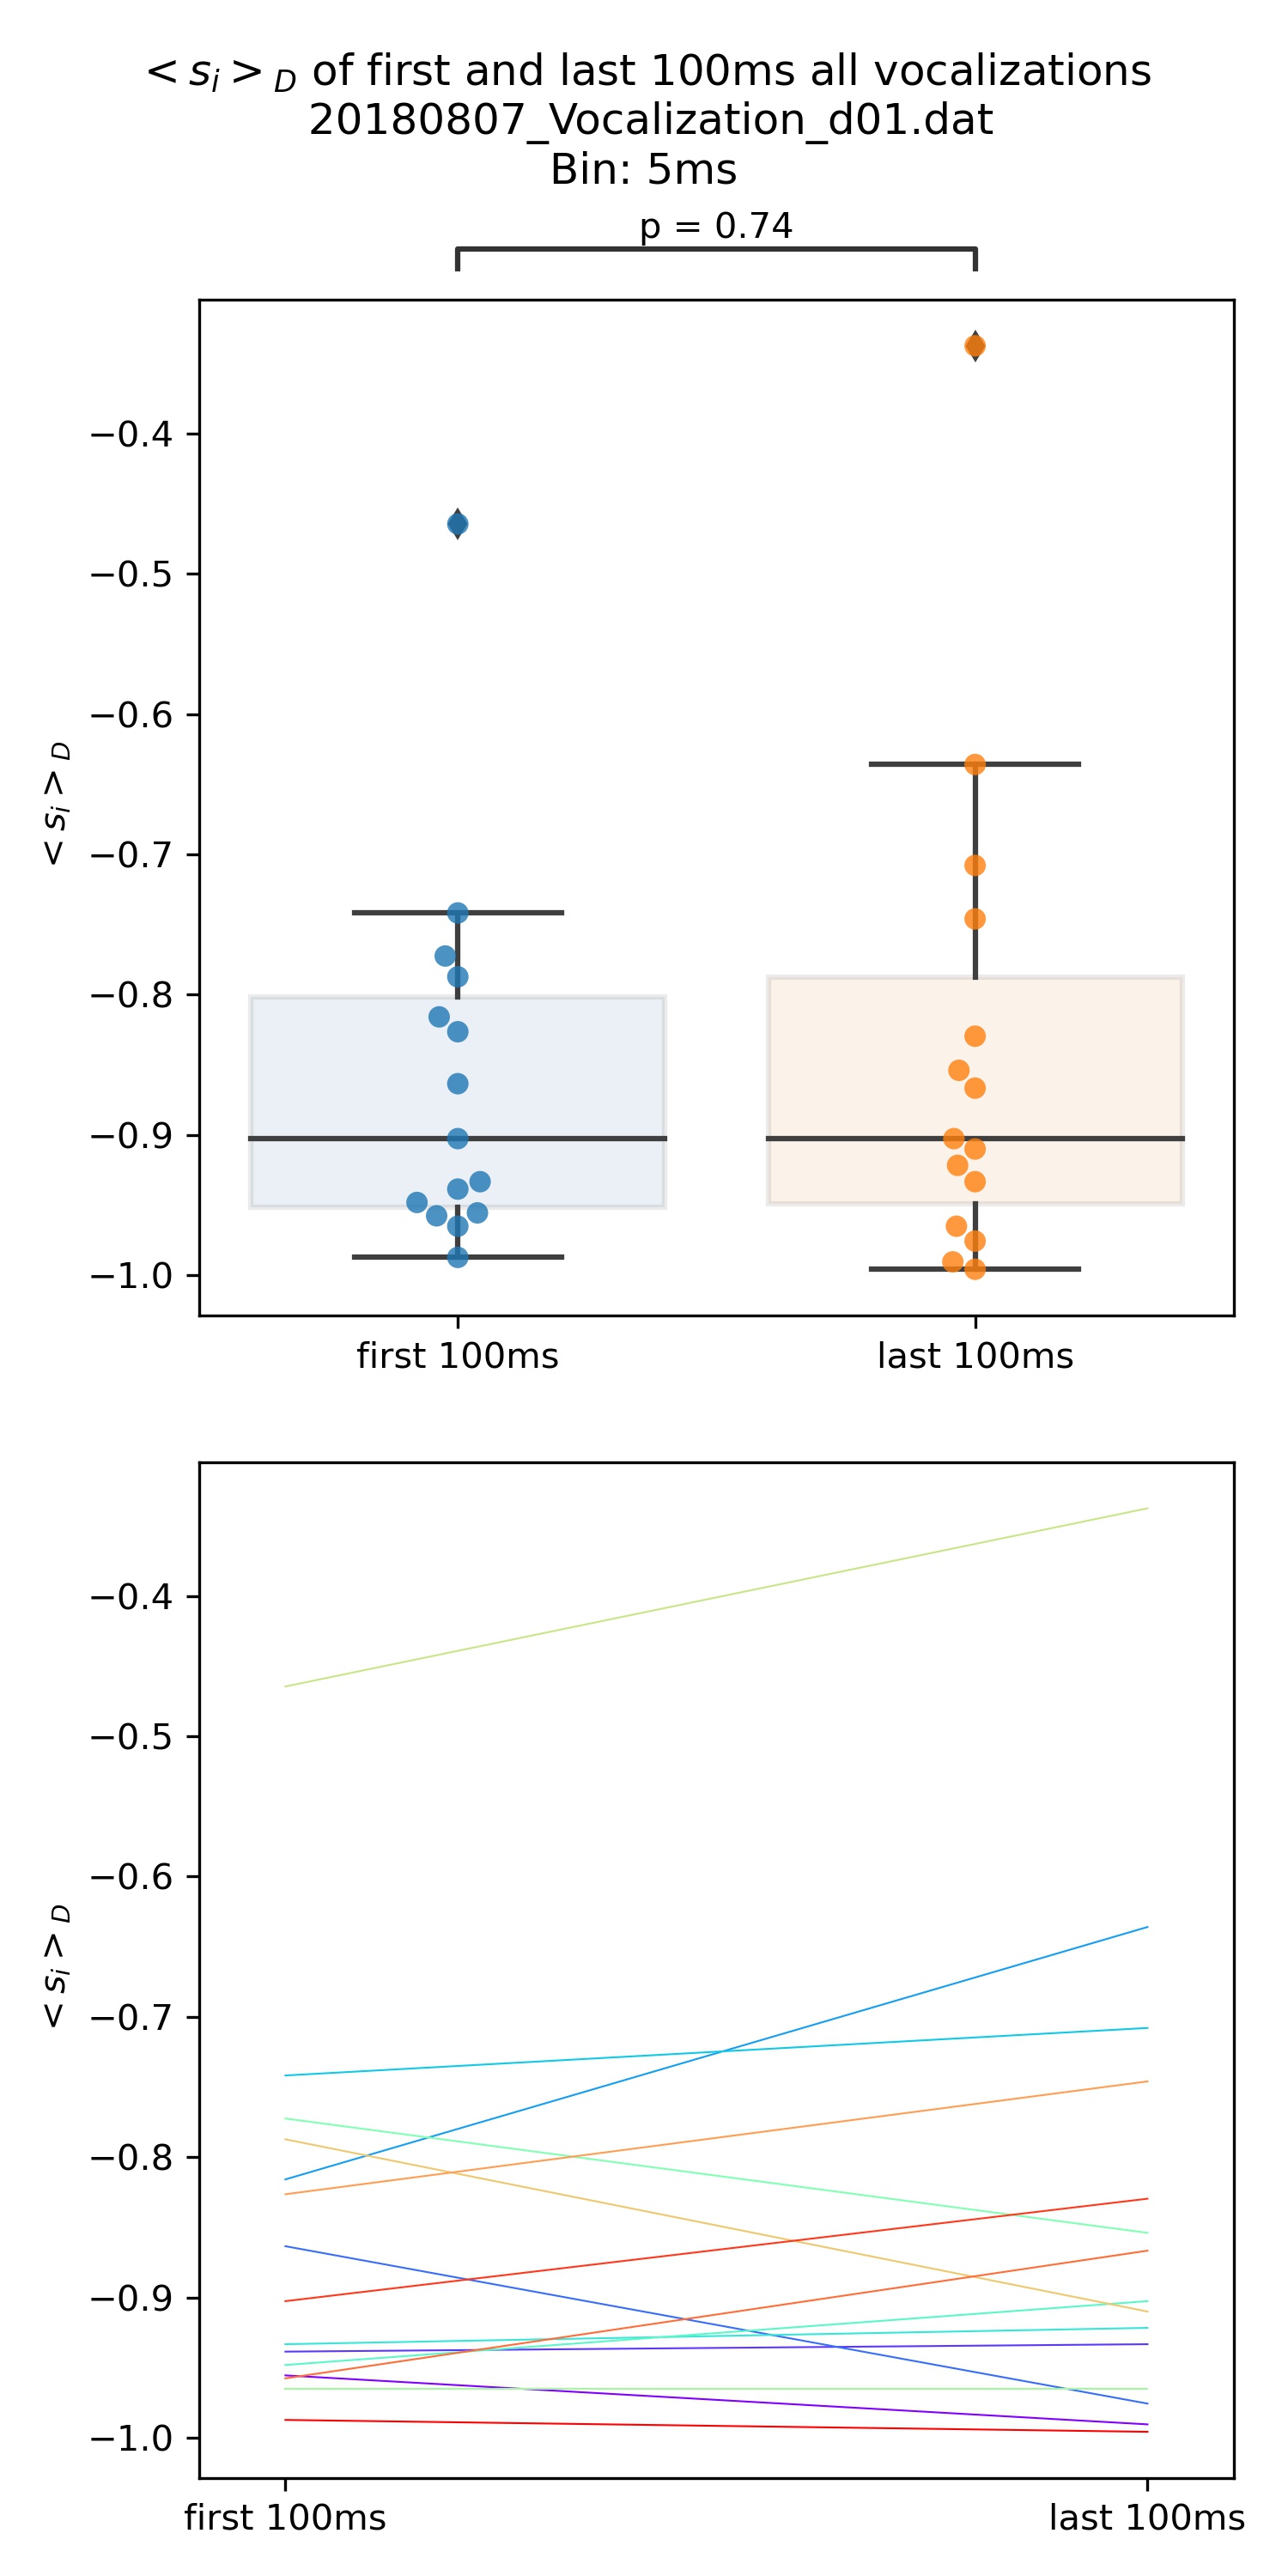 < s_i >_D of first and last 100ms all vocalizations
20180807_Vocalization_d01.dat
Bin: 5ms
p = 0.74
< s_i >_D
−0.4
−0.5
−0.6
−0.7
−0.8
−0.9
−1.0
first 100ms
last 100ms
< s_i >_D
−0.4
−0.5
−0.6
−0.7
−0.8
−0.9
−1.0
first 100ms
last 100ms